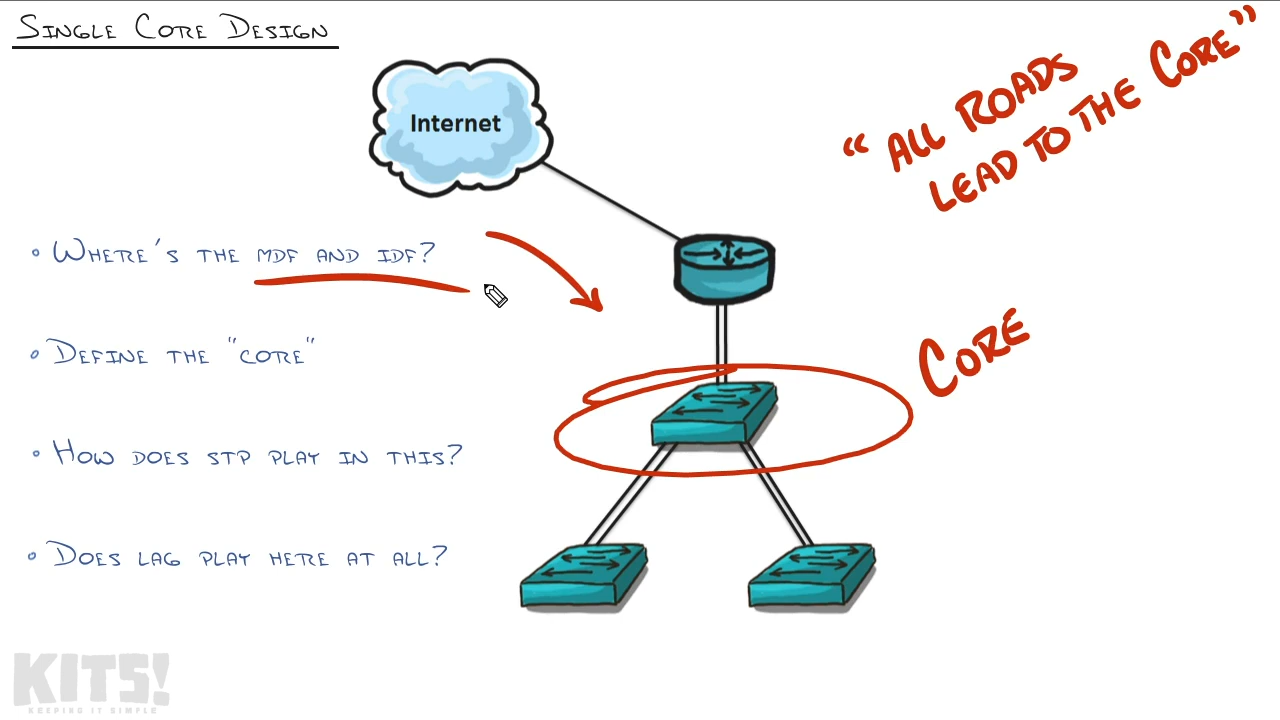 Single Core Design
Internet
“All Roads
Lead to the Core”
• Where's the MDF and IDF?
• Define the "core"
Core
• How does STP play in this?
• Does LAG play here at all?
KITS!
KEEPING IT SIMPLE